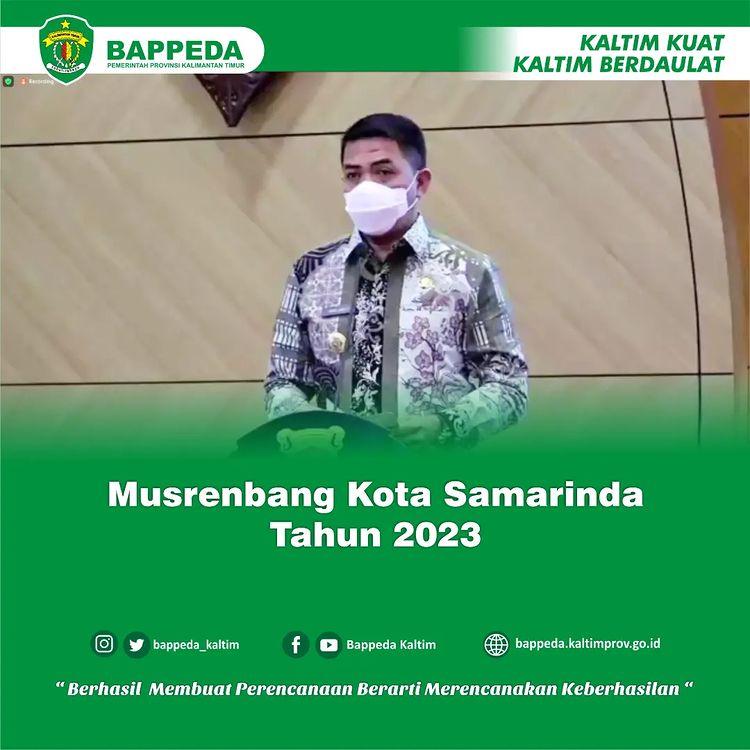 BAPPEDA
PEMERINTAH PROVINSI KALIMANTAN TIMUR
KALTIM KUAT
KALTIM BERDAULAT
Recording
Musrenbang Kota Samarinda
Tahun 2023
bappeda_kaltim
Bappeda Kaltim
bappeda.kaltimprov.go.id
“ Berhasil Membuat Perencanaan Berarti Merencanakan Keberhasilan “